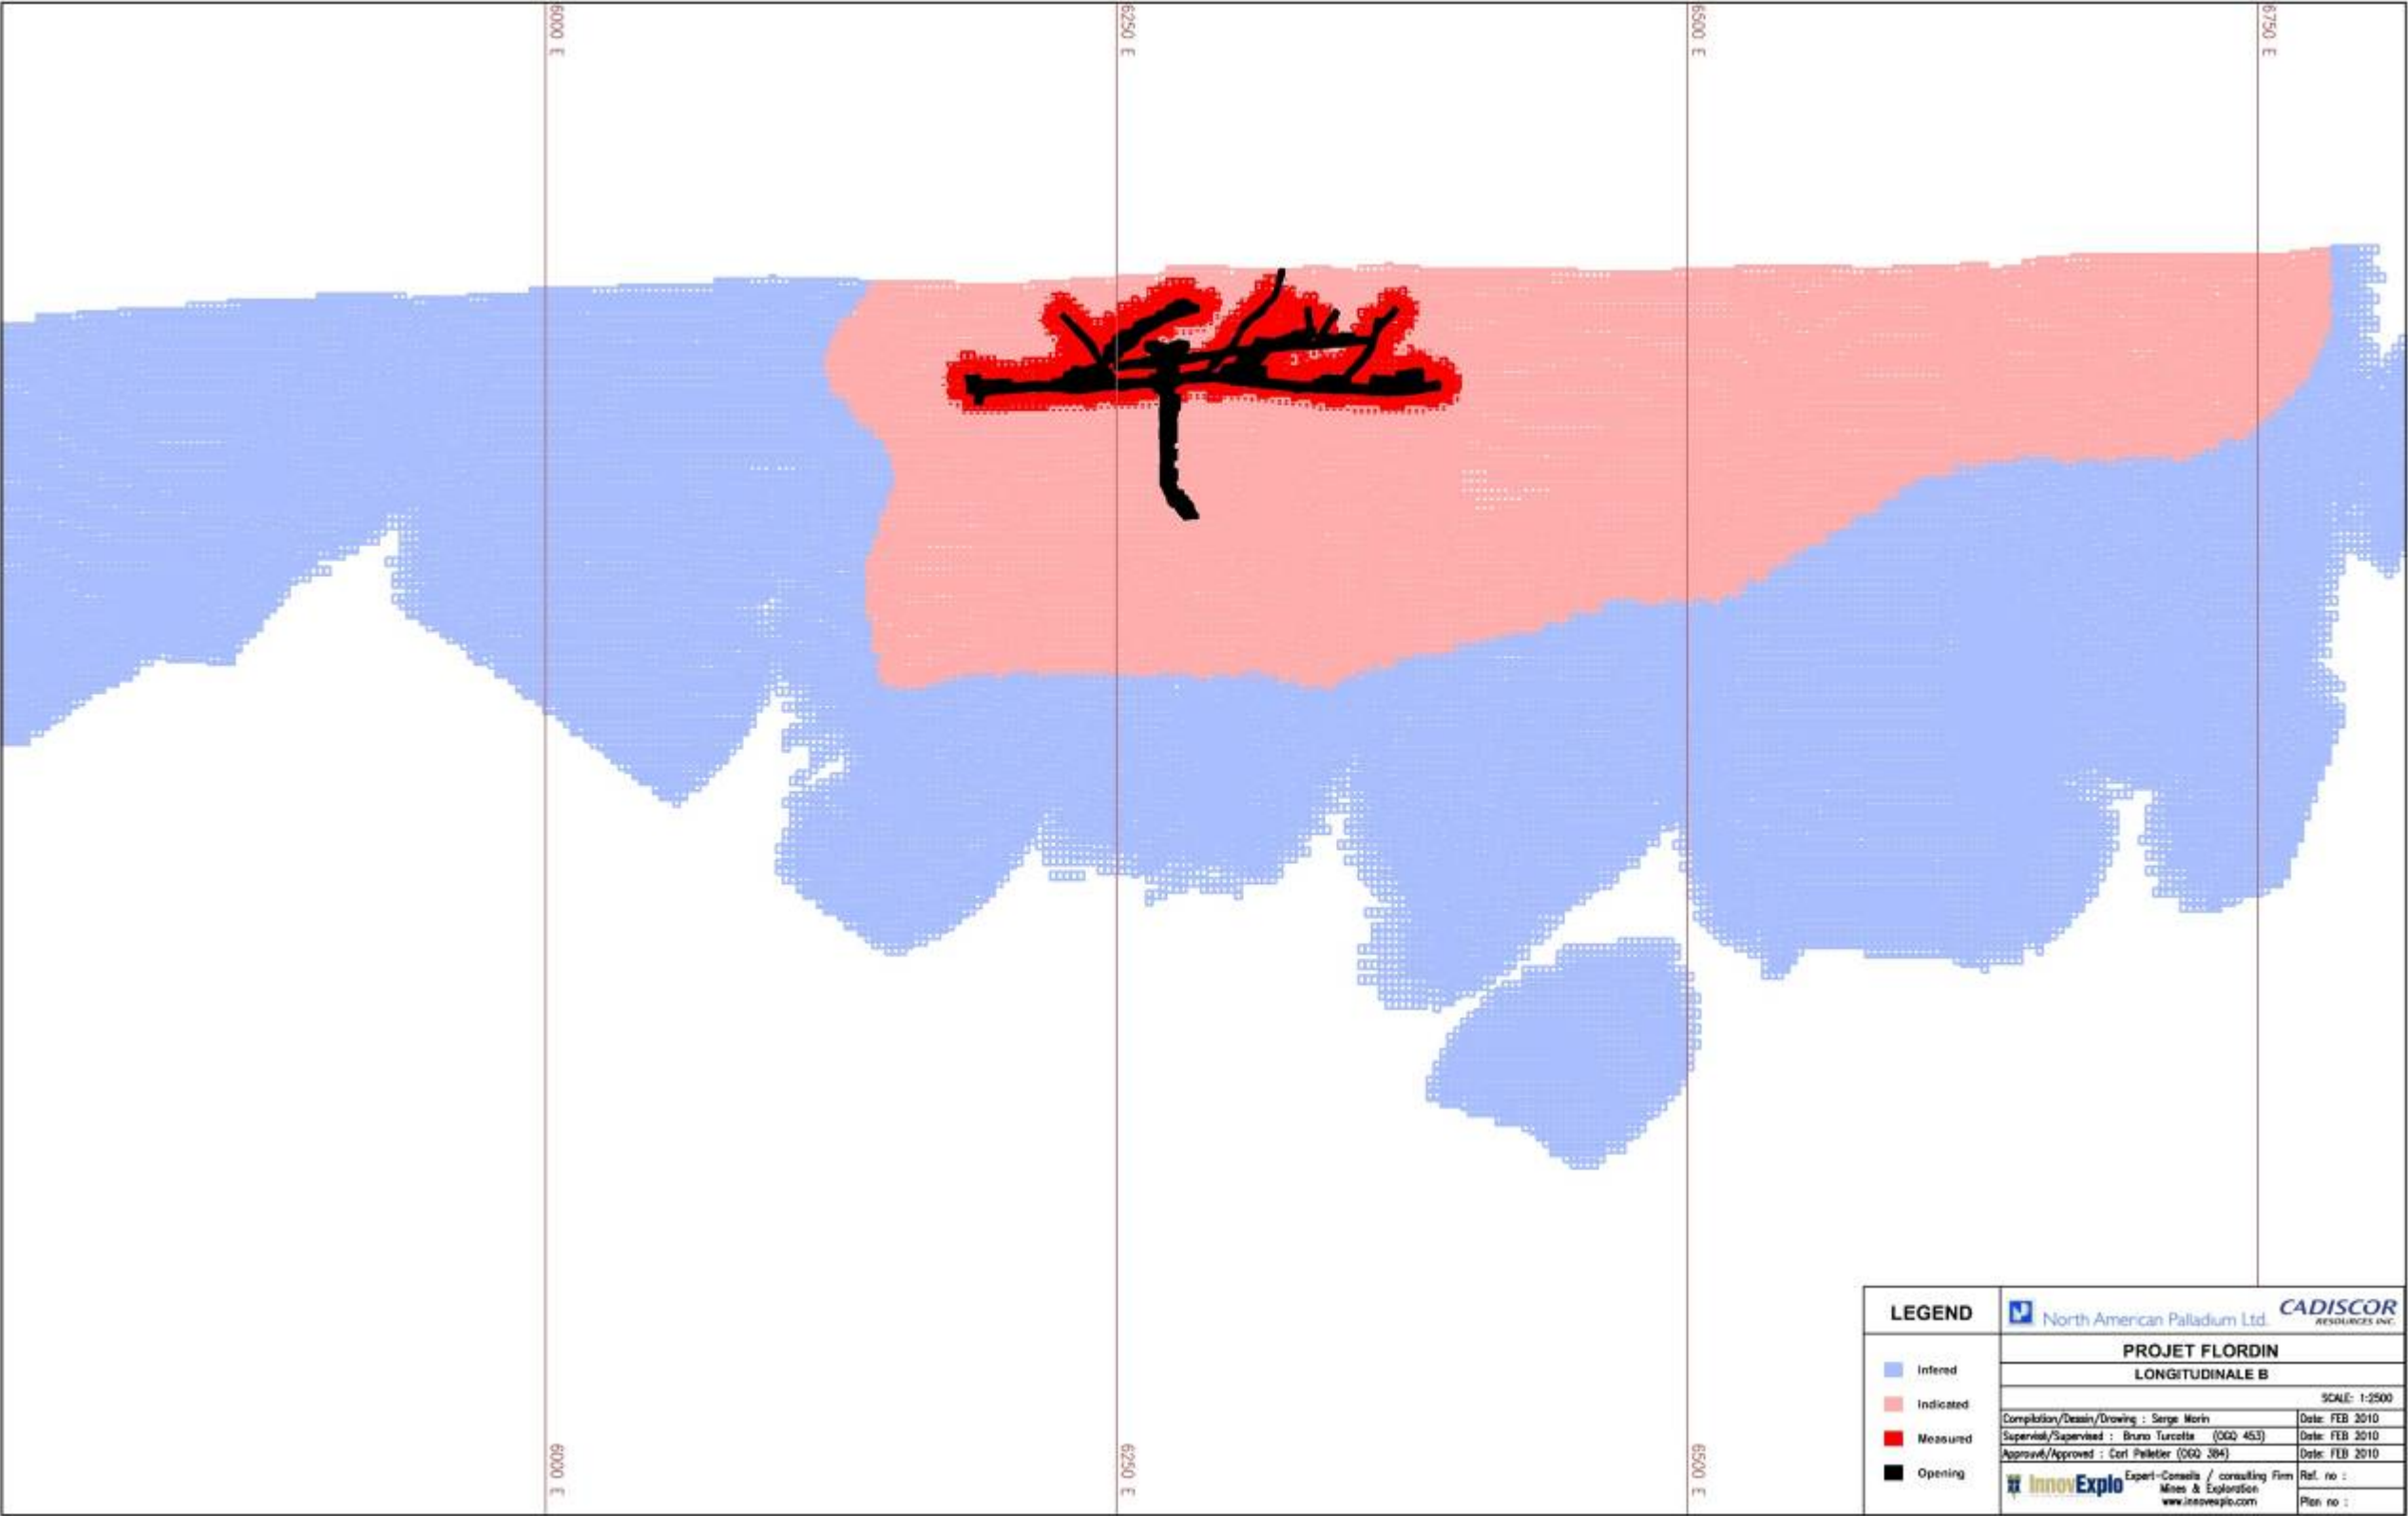 6000 E
6250 E
6500 E
6750 E
6000 E
6250 E
6500 E
LEGEND
Infered
Indicated
Measured
Opening
North American Palladium Ltd.
CADISCOR
RESOURCES INC.
PROJET FLORDIN
LONGITUDINALE B
SCALE: 1:2500
Compilation/Dessin/Drawing : Serge Morin
Date: FEB 2010
Supervisé/Supervised : Bruno Turcotte (OGQ 453)
Date: FEB 2010
Approuvé/Approved : Carl Pelletier (OGQ 384)
Date: FEB 2010
InnovExplo
Expert-Conseils / consulting Firm
Mines & Exploration
www.innovexplo.com
Ref. no :
Plan no :